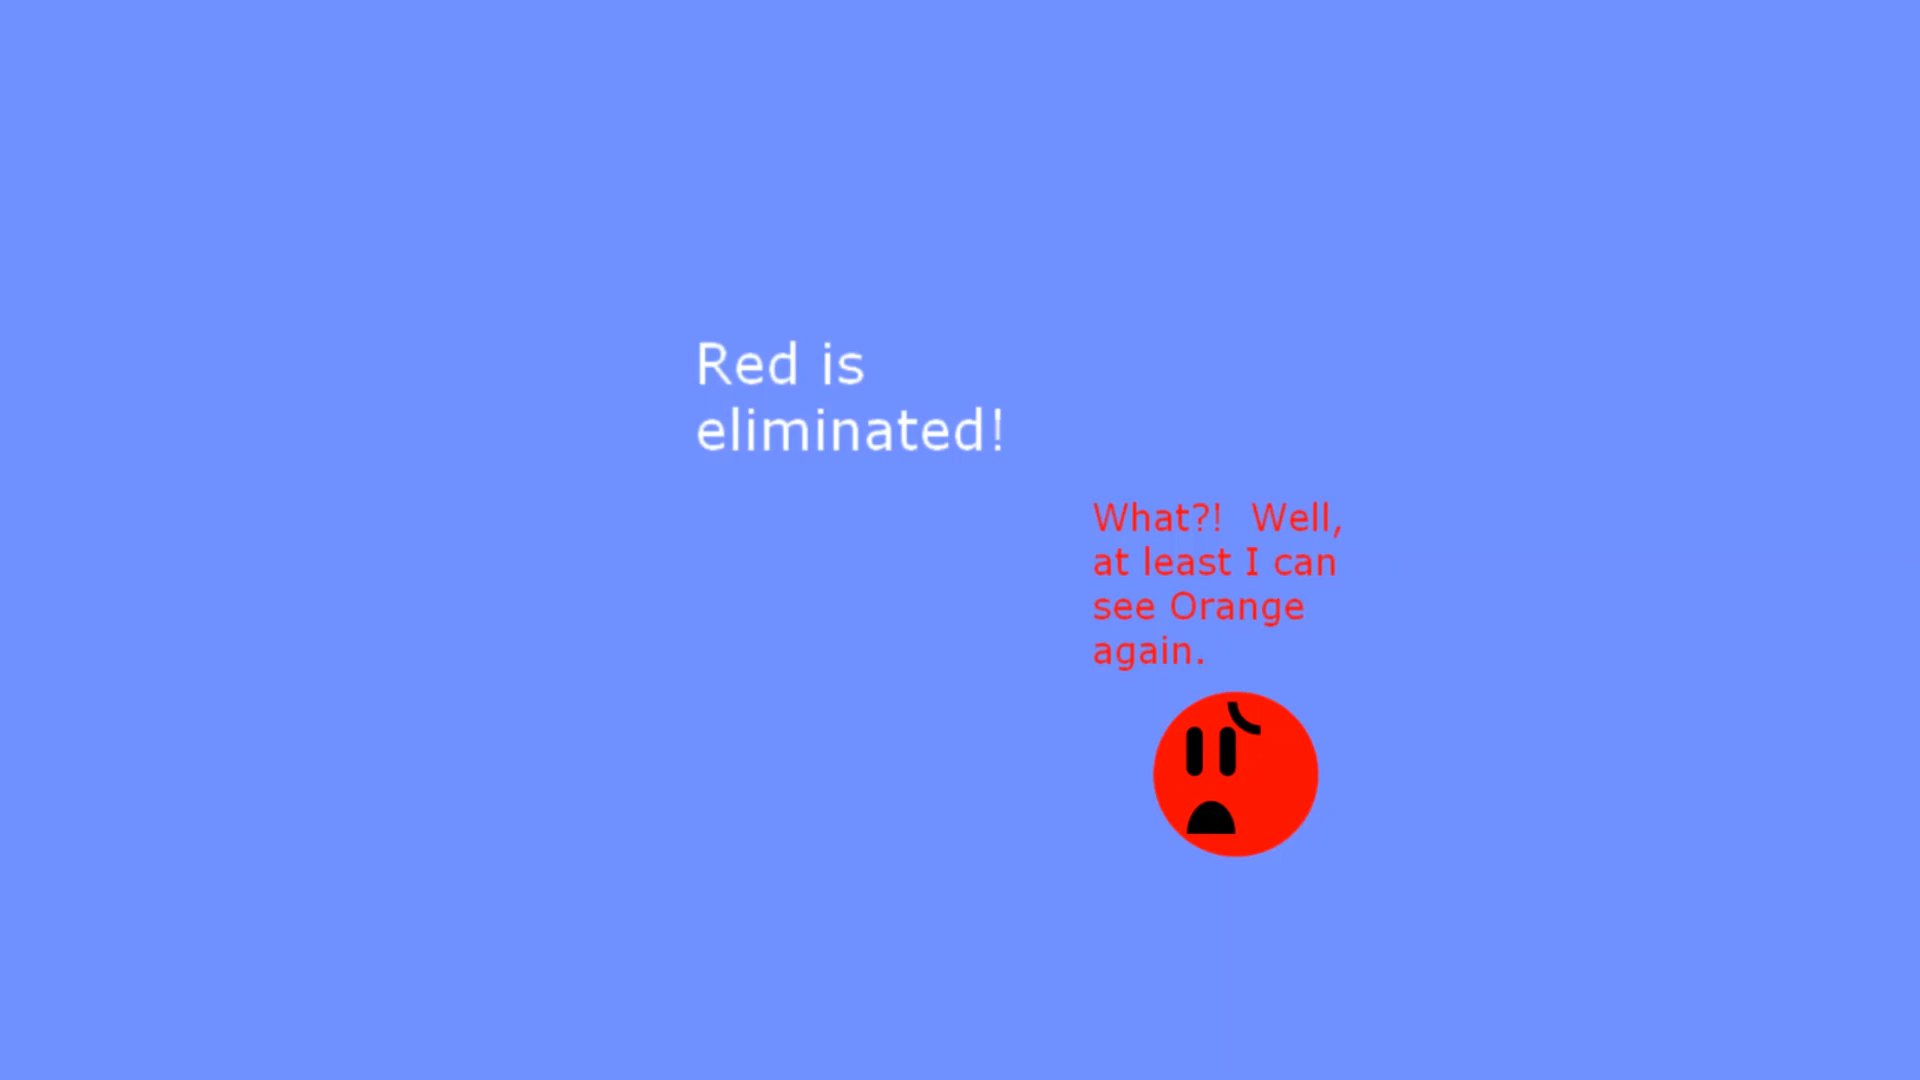 Red is
eliminated!
What?!  Well,
at least I can
see Orange
again.